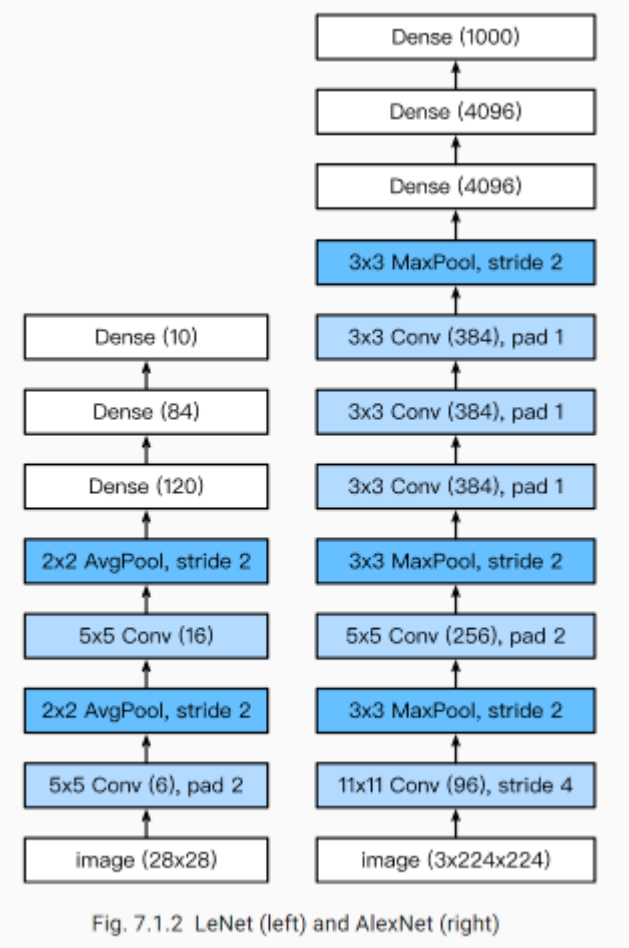 Dense (1000)
Dense (4096)
Dense (4096)
3x3 MaxPool, stride 2
3x3 Conv (384), pad 1
3x3 Conv (384), pad 1
3x3 Conv (384), pad 1
3x3 MaxPool, stride 2
5x5 Conv (256), pad 2
3x3 MaxPool, stride 2
11x11 Conv (96), stride 4
image (3x224x224)
Dense (10)
Dense (84)
Dense (120)
2x2 AvgPool, stride 2
5x5 Conv (16)
2x2 AvgPool, stride 2
5x5 Conv (6), pad 2
image (28x28)
Fig. 7.1.2 LeNet (left) and AlexNet (right)